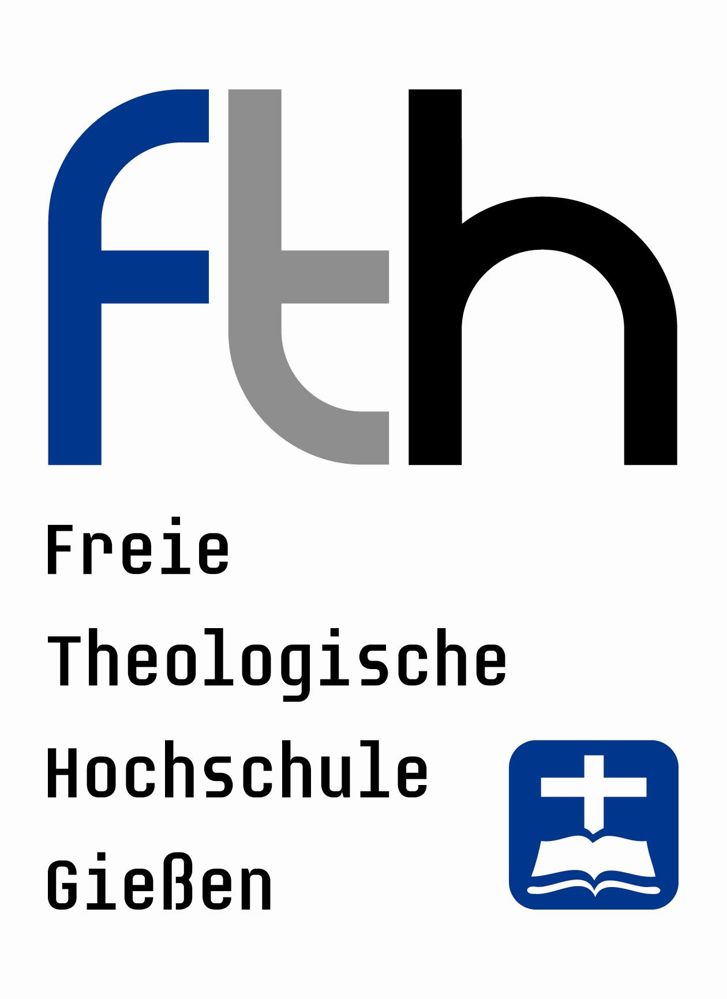 fth
Freie
Theologische
Hochschule
Gießen